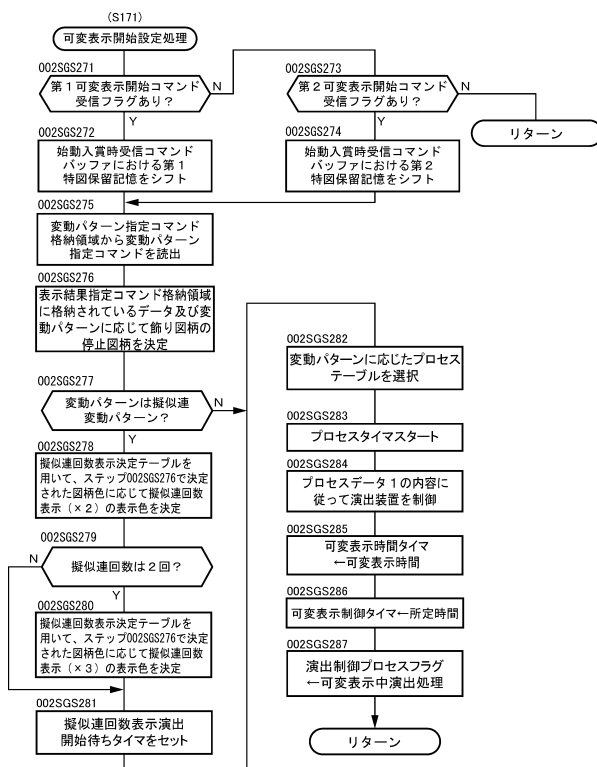 (S171)
可変表示開始設定処理
002SGS271
第1可変表示開始コマンド
受信フラグあり?
N
Y
002SGS273
第2可変表示開始コマンド
受信フラグあり?
N
Y
リターン
002SGS272
始動入賞時受信コマンド
バッファにおける第1
特図保留記憶をシフト
002SGS274
始動入賞時受信コマンド
バッファにおける第2
特図保留記憶をシフト
002SGS275
変動パターン指定コマンド
格納領域から変動パターン
指定コマンドを読出
002SGS276
表示結果指定コマンド格納領域
に格納されているデータ及び変
動パターンに応じて飾り図柄の
停止図柄を決定
002SGS277
変動パターンは擬似連
変動パターン?
N
Y
002SGS278
擬似連回数表示決定テーブルを
用いて、ステップ002SGS276で決定
された図柄色に応じて擬似連回数
表示(×2)の表示色を決定
002SGS279
擬似連回数は2回?
N
Y
002SGS280
擬似連回数表示決定テーブルを
用いて、ステップ002SGS276で決定
された図柄色に応じて擬似連回数
表示(×3)の表示色を決定
002SGS281
擬似連回数表示演出
開始待ちタイマをセット
002SGS282
変動パターンに応じたプロセス
テーブルを選択
002SGS283
プロセスタイマスタート
002SGS284
プロセスデータ1の内容に
従って演出装置を制御
002SGS285
可変表示時間タイマ
←可変表示時間
002SGS286
可変表示制御タイマ←所定時間
002SGS287
演出制御プロセスフラグ
←可変表示中演出処理
リターン